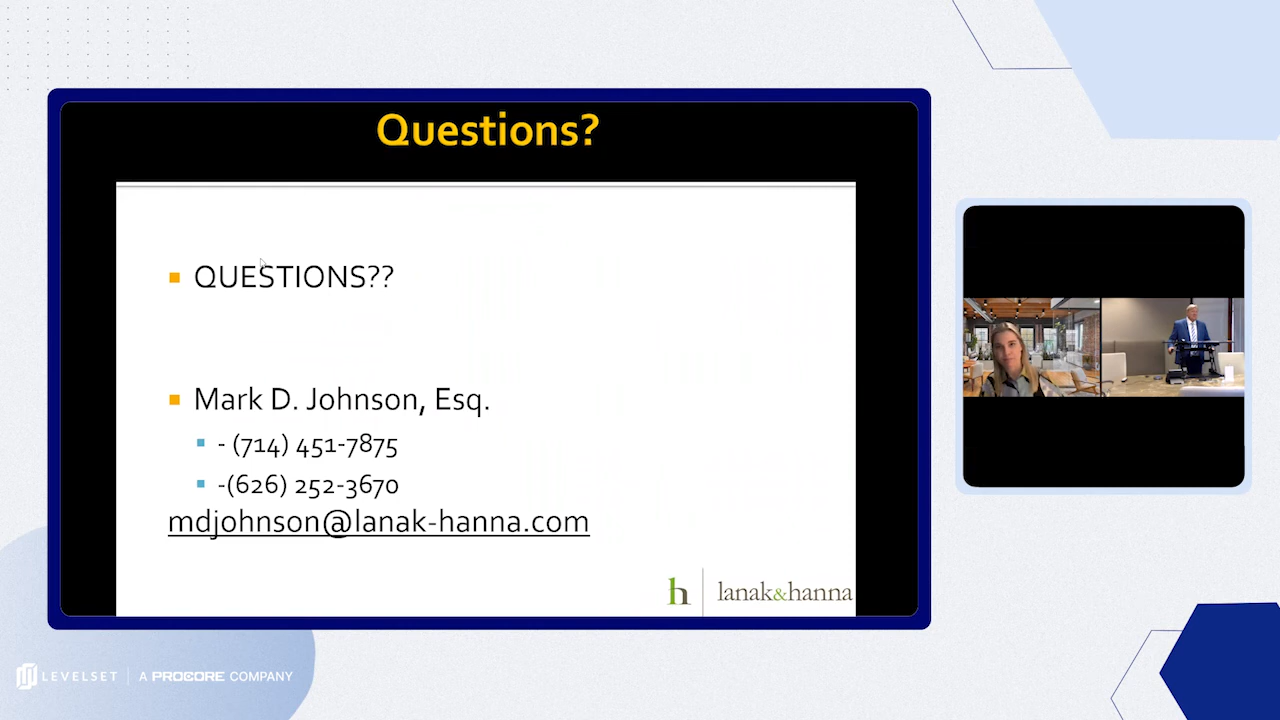 Questions?
QUESTIONS??
Mark D. Johnson, Esq.
- (714) 451-7875
-(626) 252-3670
mdjohnson@lanak-hanna.com
h lanak&hanna
LEVELSET | A PROCORE COMPANY